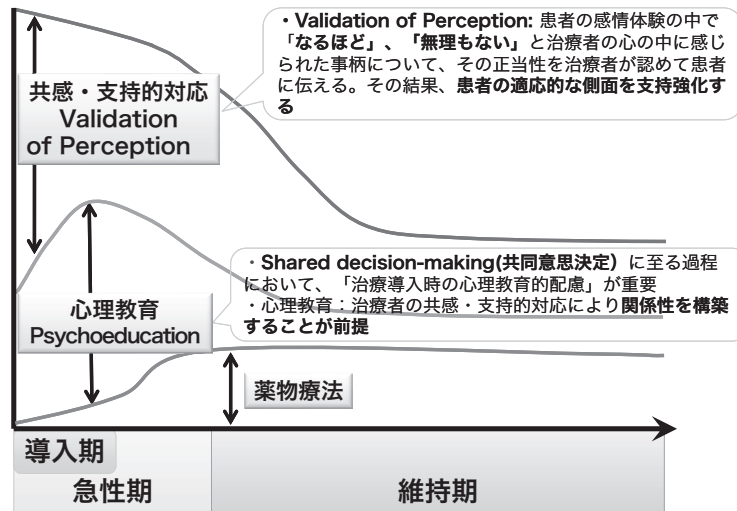 ・Validation of Perception: 患者の感情体験の中で
「なるほど」、「無理もない」と治療者の心の中に感じ
られた事柄について、その正当性を治療者が認めて患者
に伝える。その結果、患者の適応的な側面を支持強化す
る
共感・支持的対応
Validation
of Perception
・Shared decision-making(共同意思決定）に至る過程
において、「治療導入時の心理教育的配慮」が重要
・心理教育：治療者の共感・支持的対応により関係性を構築
することが前提
心理教育
Psychoeducation
薬物療法
導入期
急性期
維持期